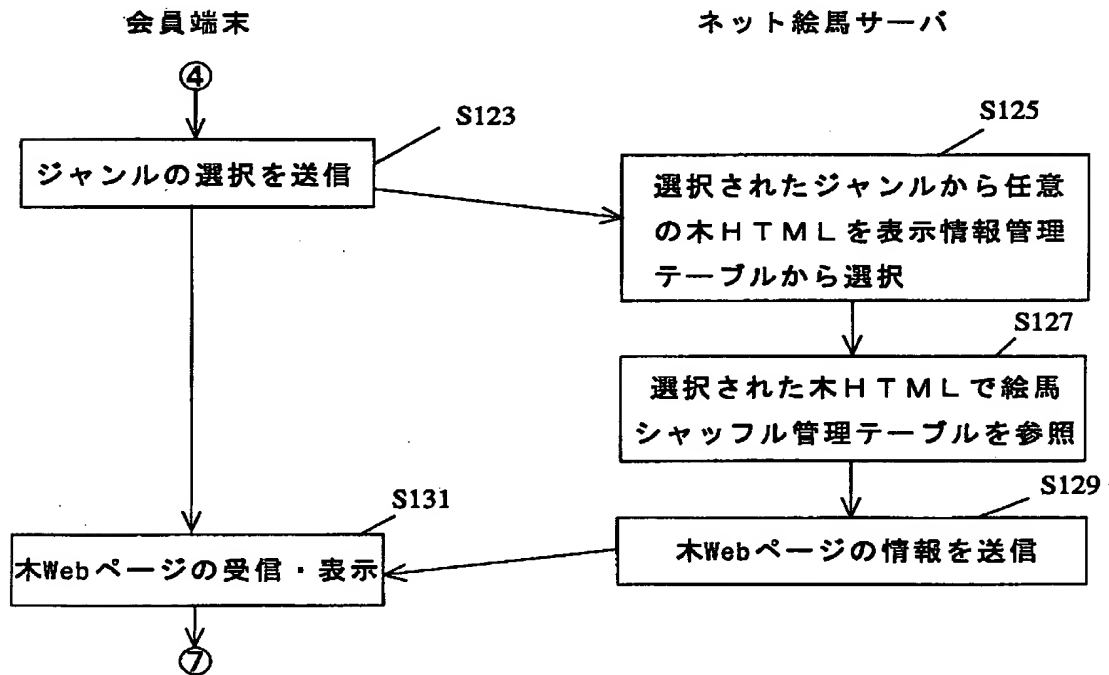 会員端末
ネット絵馬サーバ
④
S123
ジャンルの選択を送信
S125
選択されたジャンルから任意
の木HTMLを表示情報管理
テーブルから選択
S127
選択された木HTMLで絵馬
シャッフル管理テーブルを参照
S129
木Webページの情報を送信
S131
木Webページの受信・表示
⑦